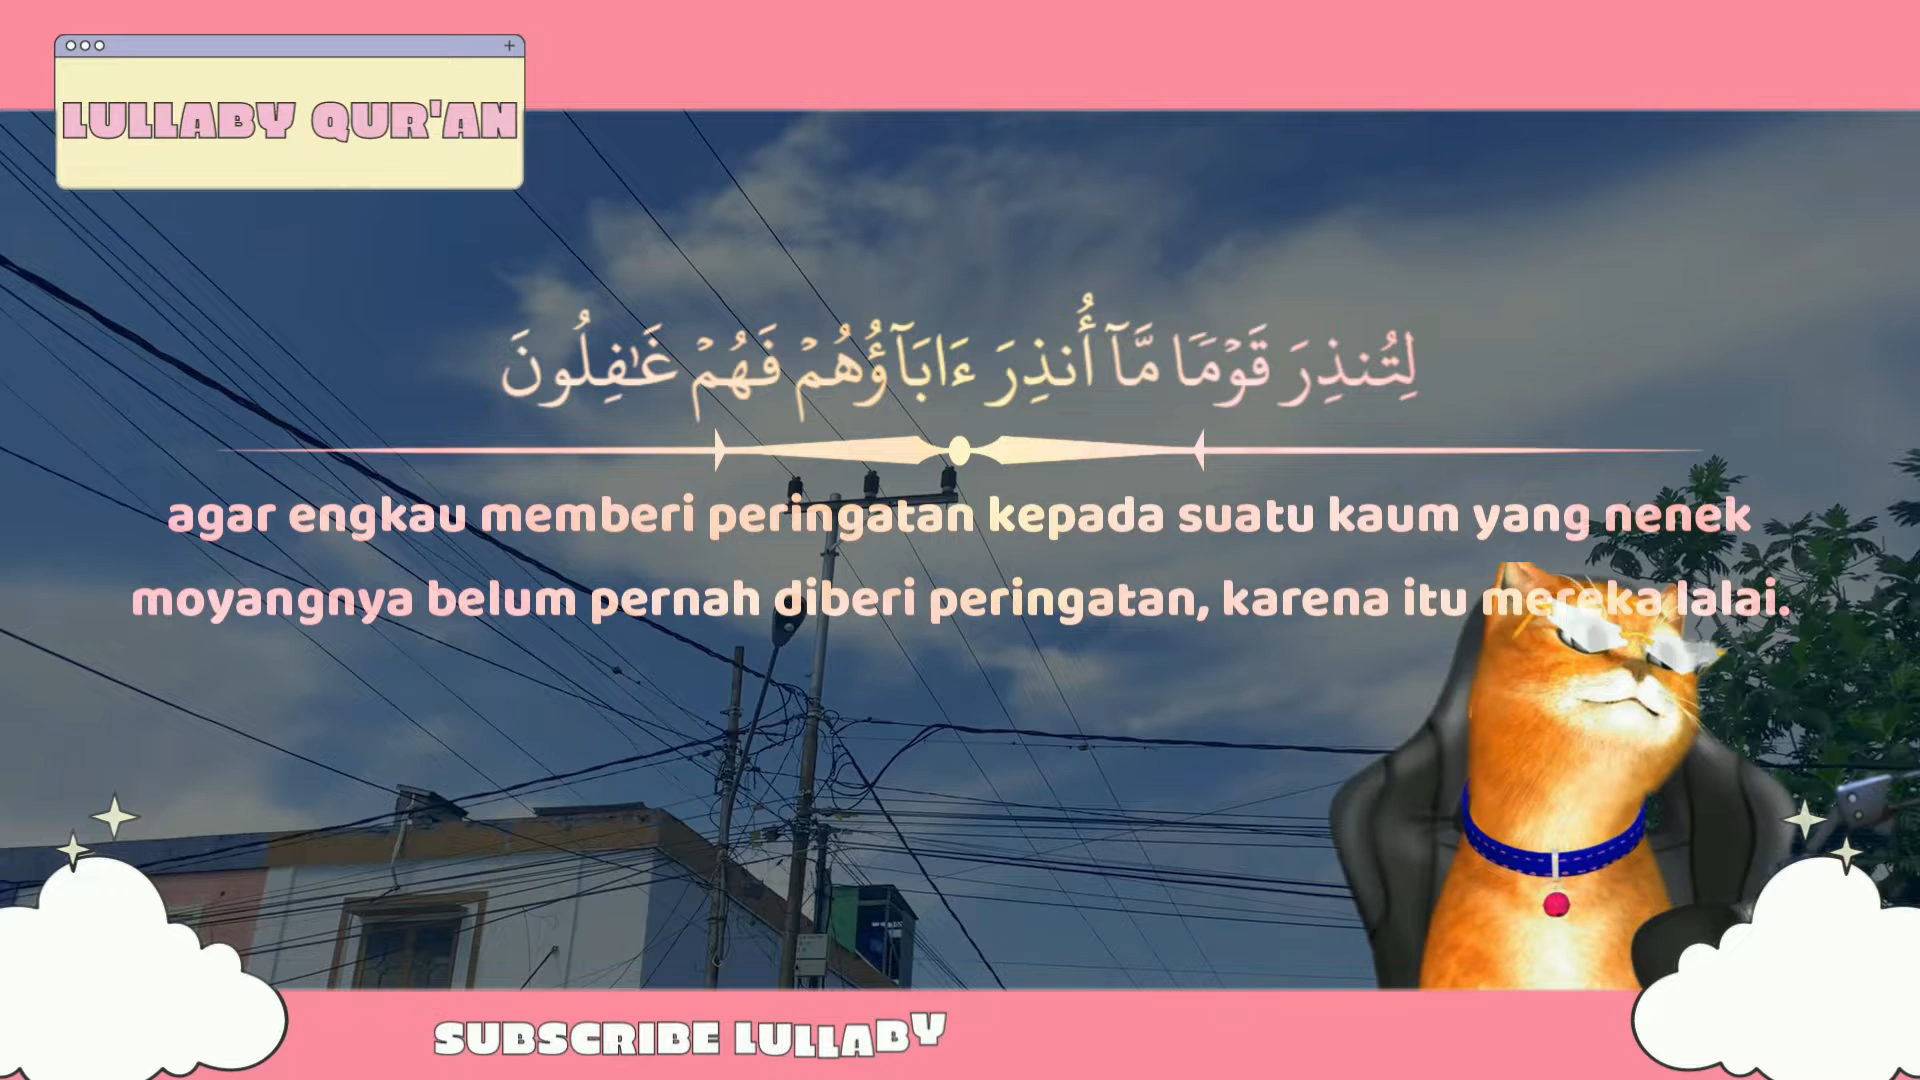 LULLABY QUR'AN
لِتُنذِرَ قَوْمًا مَّآ أُنذِرَ ءَابَآؤُهُمْ فَهُمْ غَٰفِلُونَ
agar engkau memberi peringatan kepada suatu kaum yang nenek
moyangnya belum pernah diberi peringatan, karena itu mereka lalai.
SUBSCRIBE LULLABY